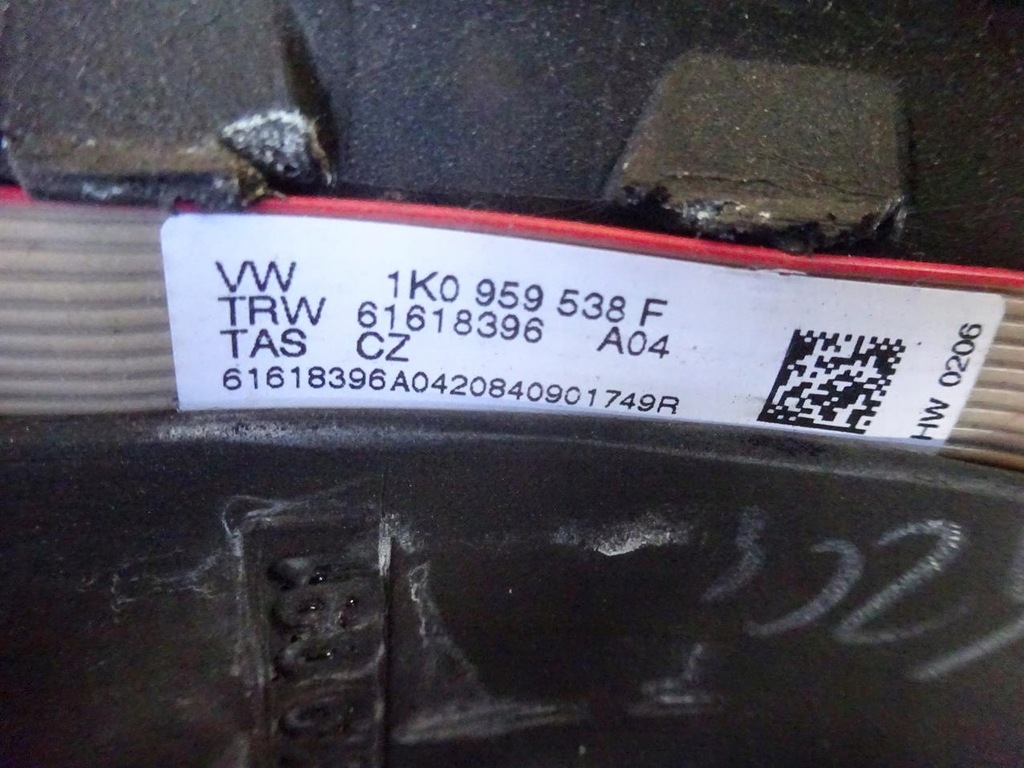 VW 1K0 959 538 F
TRW 61618396 A04
TAS CZ
61618396A0420840901749R
HW 0206